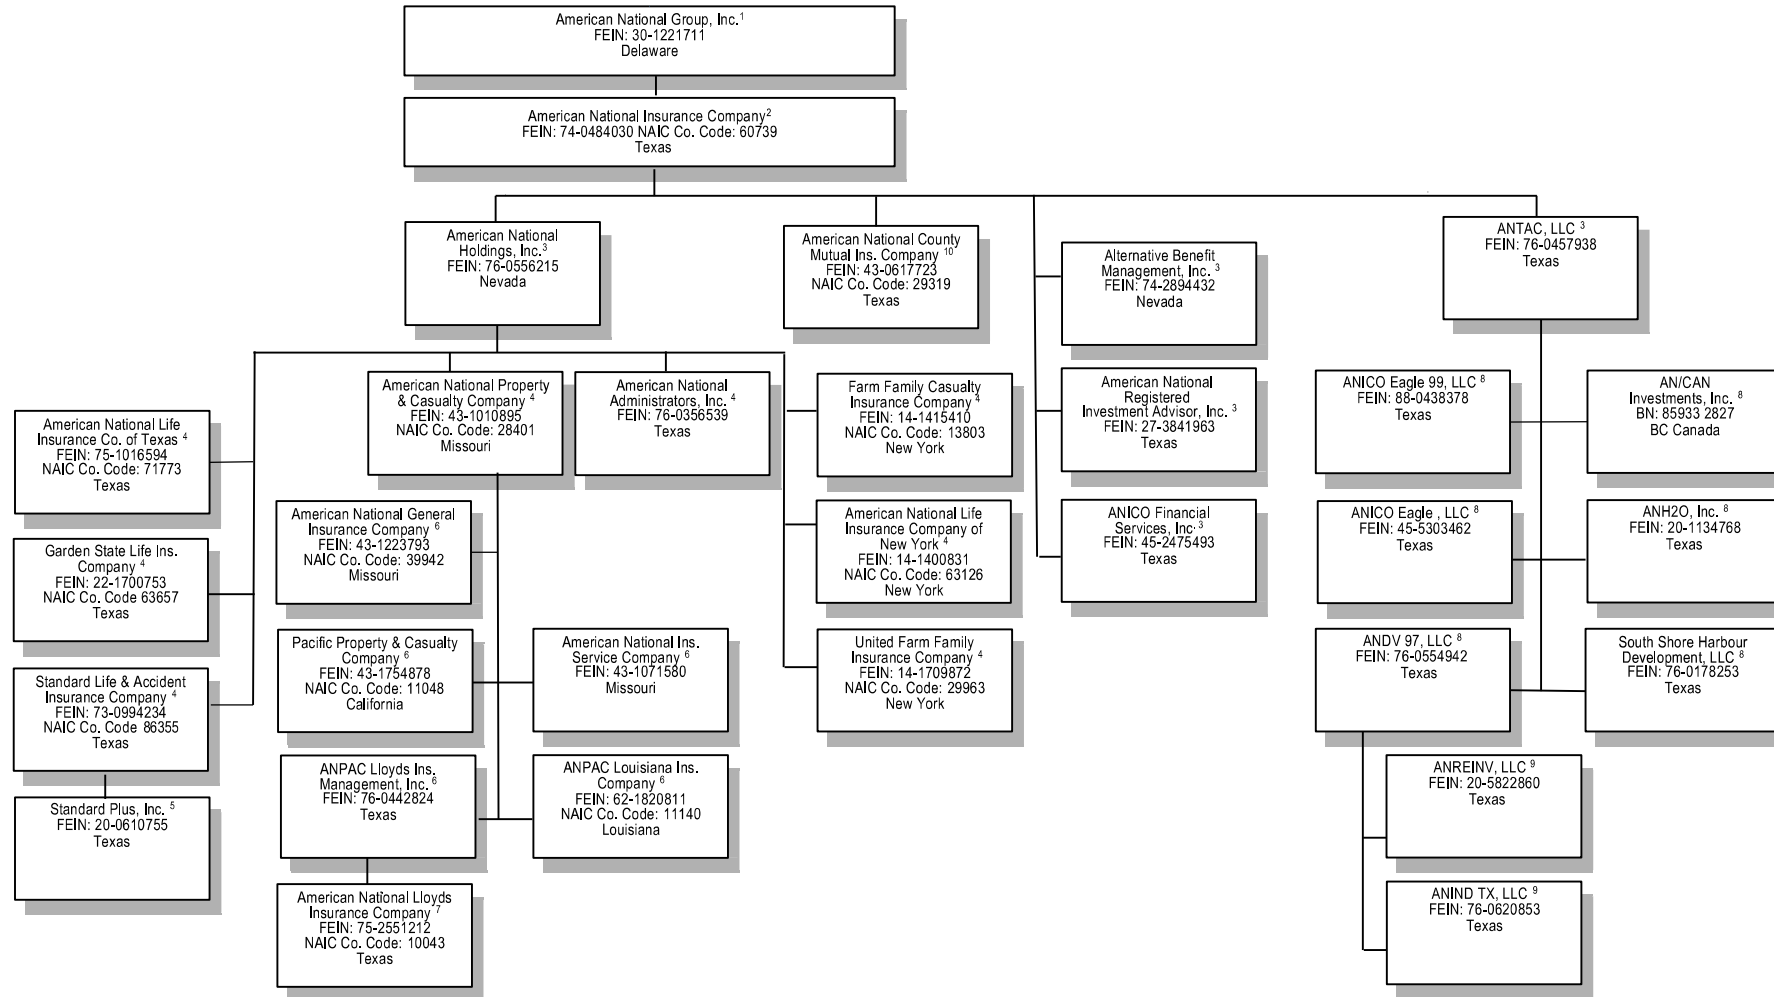 American National Group, Inc.¹
FEIN: 30-1221711
Delaware
American National Insurance Company²
FEIN: 74-0484030 NAIC Co. Code: 60739
Texas
American National
Holdings, Inc.³
FEIN: 76-0556215
Nevada
American National County
Mutual Ins. Company ¹⁰
FEIN: 43-0617723
NAIC Co. Code: 29319
Texas
Alternative Benefit
Management, Inc. ³
FEIN: 74-2894432
Nevada
ANTAC, LLC ³
FEIN: 76-0457938
Texas
American National Life
Insurance Co. of Texas ⁴
FEIN: 75-1016594
NAIC Co. Code: 71773
Texas
American National Property
& Casualty Company ⁴
FEIN: 43-1010895
NAIC Co. Code: 28401
Missouri
American National
Administrators, Inc. ⁴
FEIN: 76-0356539
Texas
Farm Family Casualty
Insurance Company ⁴
FEIN: 14-1415410
NAIC Co. Code: 13803
New York
American National
Registered
Investment Advisor, Inc. ³
FEIN: 27-3841963
Texas
ANICO Eagle 99, LLC ⁸
FEIN: 88-0438378
Texas
AN/CAN
Investments, Inc. ⁸
BN: 85933 2827
BC Canada
Garden State Life Ins.
Company ⁴
FEIN: 22-1700753
NAIC Co. Code 63657
Texas
American National General
Insurance Company ⁶
FEIN: 43-1223793
NAIC Co. Code: 39942
Missouri
American National Life
Insurance Company of
New York ⁴
FEIN: 14-1400831
NAIC Co. Code: 63126
New York
ANICO Financial
Services, Inc. ³
FEIN: 45-2475493
Texas
ANICO Eagle , LLC ⁸
FEIN: 45-5303462
Texas
ANH2O, Inc. ⁸
FEIN: 20-1134768
Texas
Standard Life & Accident
Insurance Company ⁴
FEIN: 73-0994234
NAIC Co. Code 86355
Texas
Pacific Property & Casualty
Company ⁶
FEIN: 43-1754878
NAIC Co. Code: 11048
California
American National Ins.
Service Company ⁶
FEIN: 43-1071580
Missouri
United Farm Family
Insurance Company ⁴
FEIN: 14-1709872
NAIC Co. Code: 29963
New York
ANDV 97, LLC ⁸
FEIN: 76-0554942
Texas
South Shore Harbour
Development, LLC ⁸
FEIN: 76-0178253
Texas
Standard Plus, Inc. ⁵
FEIN: 20-0610755
Texas
ANPAC Lloyds Ins.
Management, Inc. ⁶
FEIN: 76-0442824
Texas
ANPAC Louisiana Ins.
Company ⁶
FEIN: 62-1820811
NAIC Co. Code: 11140
Louisiana
ANREINV, LLC ⁹
FEIN: 20-5822860
Texas
American National Lloyds
Insurance Company ⁷
FEIN: 75-2551212
NAIC Co. Code: 10043
Texas
ANIND TX, LLC ⁹
FEIN: 76-0620853
Texas